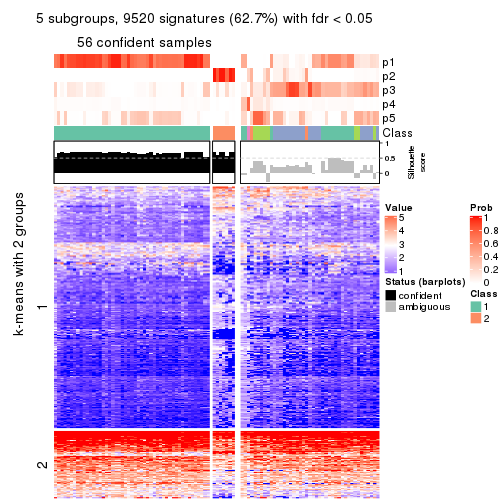 5 subgroups, 9520 signatures (62.7%) with fdr < 0.05
56 confident samples
p1
p2
p3
p4
p5
Class
1
0.5
0
Silhouette
score
k-means with 2 groups
1
2
Value
5
4
3
2
1
Status (barplots)
confident
ambiguous
Prob
1
0.8
0.6
0.4
0.2
0
Class
1
2